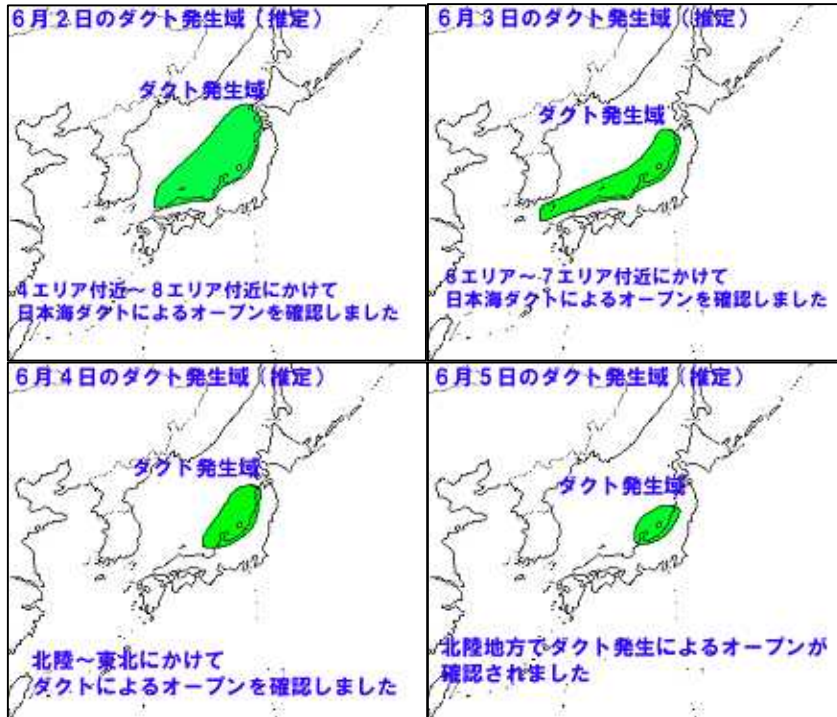 6月2日のダクト発生域(推定)
ダクト発生域
4エリア付近~8エリア付近にかけて
日本海ダクトによるオープンを確認しました
6月3日のダクト発生域(推定)
ダクト発生域
6エリア~7エリア付近にかけて
日本海ダクトによるオープンを確認しました
6月4日のダクト発生域(推定)
ダクト発生域
北陸~東北にかけて
ダクトによるオープンを確認しました
6月5日のダクト発生域(推定)
ダクト発生域
北陸地方でダクト発生によるオープンが
確認されました